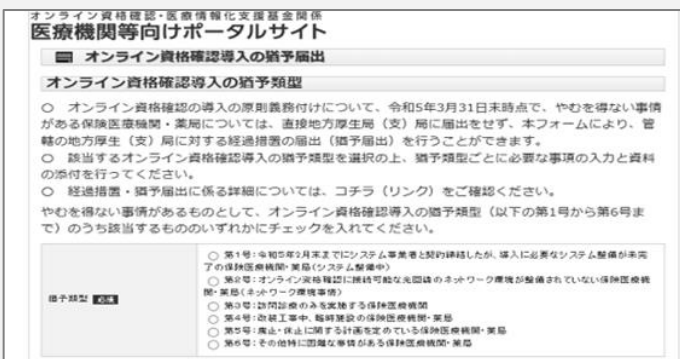 オンライン資格確認・医療情報化支援基金関係
医療機関等向けポータルサイト
オンライン資格確認導入の猶予届出
オンライン資格確認導入の猶予類型
○ オンライン資格確認の導入の原則義務付けについて、令和5年3月31日末時点で、やむを得ない事情
がある保険医療機関・薬局については、直接地方厚生局（支）局に届出をせず、本フォームにより、管
轄の地方厚生（支）局に対する経過措置の届出（猶予届出）を行うことができます。
○ 該当するオンライン資格確認導入の猶予類型を選択の上、猶予類型ごとに必要な事項の入力と資料
の添付を行ってください。
○ 経過措置・猶予届出に係る詳細については、コチラ（リンク）をご確認ください。
やむを得ない事情があるものとして、オンライン資格確認導入の猶予類型（以下の第1号から第6号ま
で）のうち該当するもののいずれかにチェックを入れてください。
猶予類型 必須
第1号：令和5年2月末までにシステム事業者と契約締結したが、導入に必要なシステム整備が未完
了の保険医療機関・薬局（システム整備中）
第2号：オンライン資格確認に接続可能な光回線のネットワーク環境が整備されていない保険医療機
関・薬局（ネットワーク環境事情）
第3号：訪問診療のみを実施する保険医療機関
第4号：改装工事中、臨時施設の保険医療機関・薬局
第5号：廃止・休止に関する計画を定めている保険医療機関・薬局
第6号：その他特に困難な事情がある保険医療機関・薬局